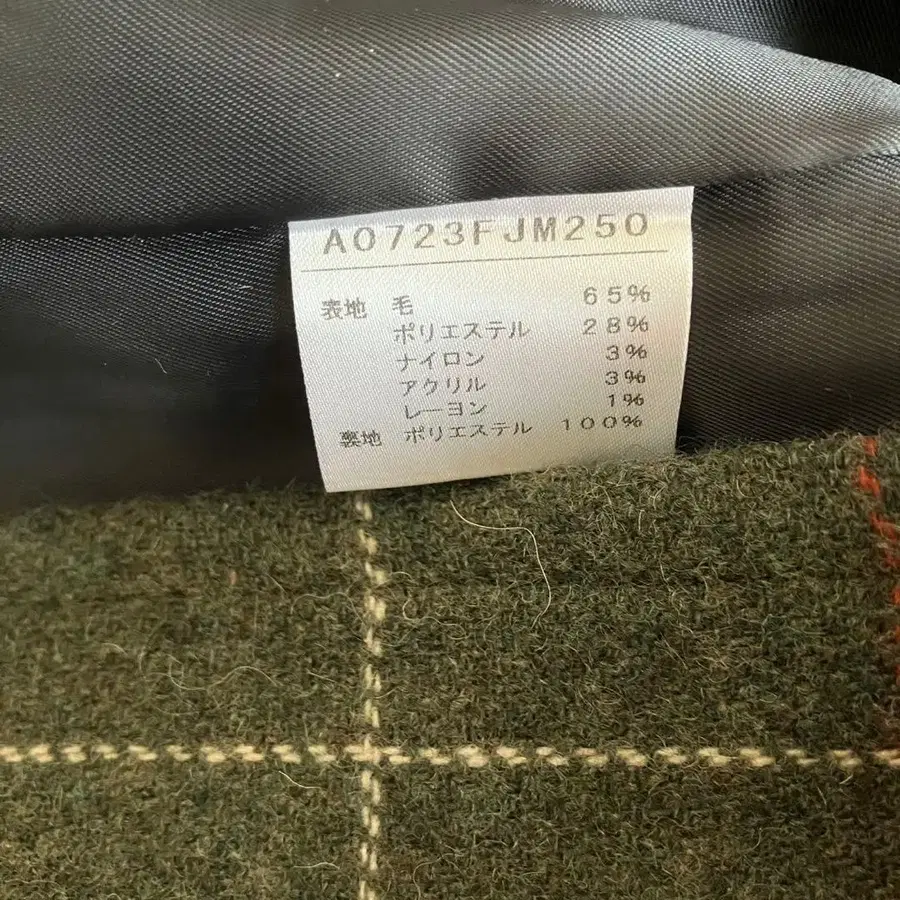 A0723FJM250
表地 毛 65%
ポリエステル 28%
ナイロン 3%
アクリル 3%
レーヨン 1%
裏地 ポリエステル 100%